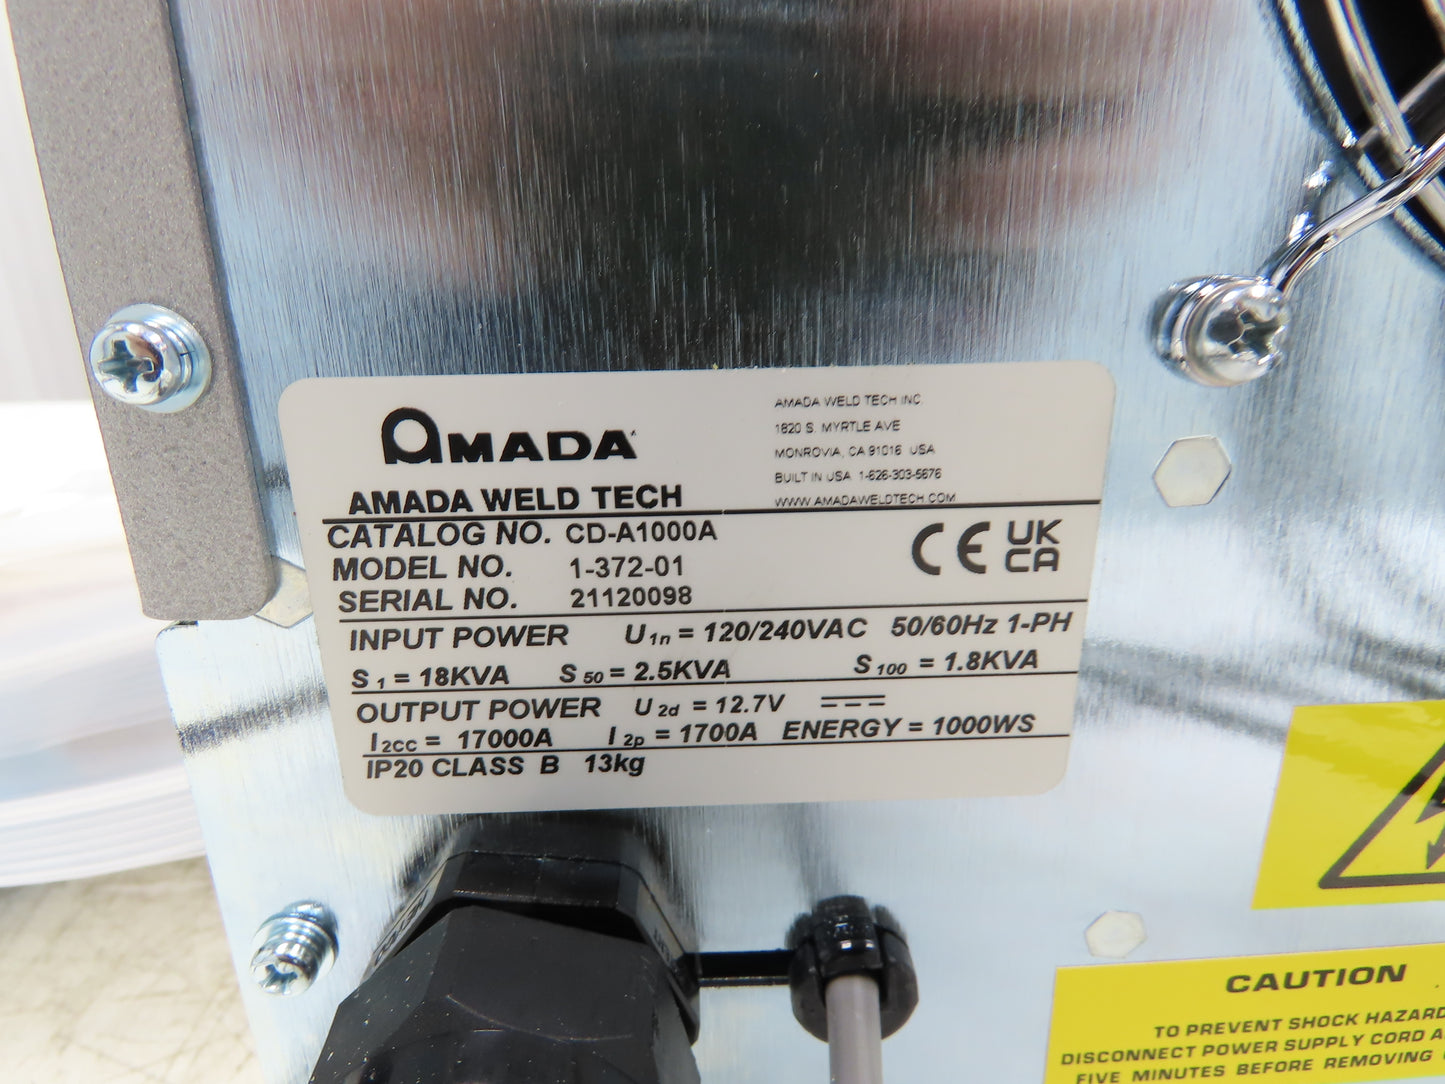 AMADA
AMADA WELD TECH
AMADA WELD TECH INC.
1820 S. MYRTLE AVE
MONROVIA, CA 91016 USA
BUILT IN USA 1-626-303-5676
WWW.AMADAWELDTECH.COM
CATALOG NO. CD-A1000A
MODEL NO. 1-372-01
SERIAL NO. 21120098
CE UK
CA
INPUT POWER U1n = 120/240VAC 50/60Hz 1-PH
S1 = 18KVA S50 = 2.5KVA S100 = 1.8KVA
OUTPUT POWER U2d = 12.7V
I2cc = 17000A I2p = 1700A ENERGY = 1000WS
IP20 CLASS B 13kg
CAUTION
TO PREVENT SHOCK HAZARD
DISCONNECT POWER SUPPLY CORD
FIVE MINUTES BEFORE REMOVING